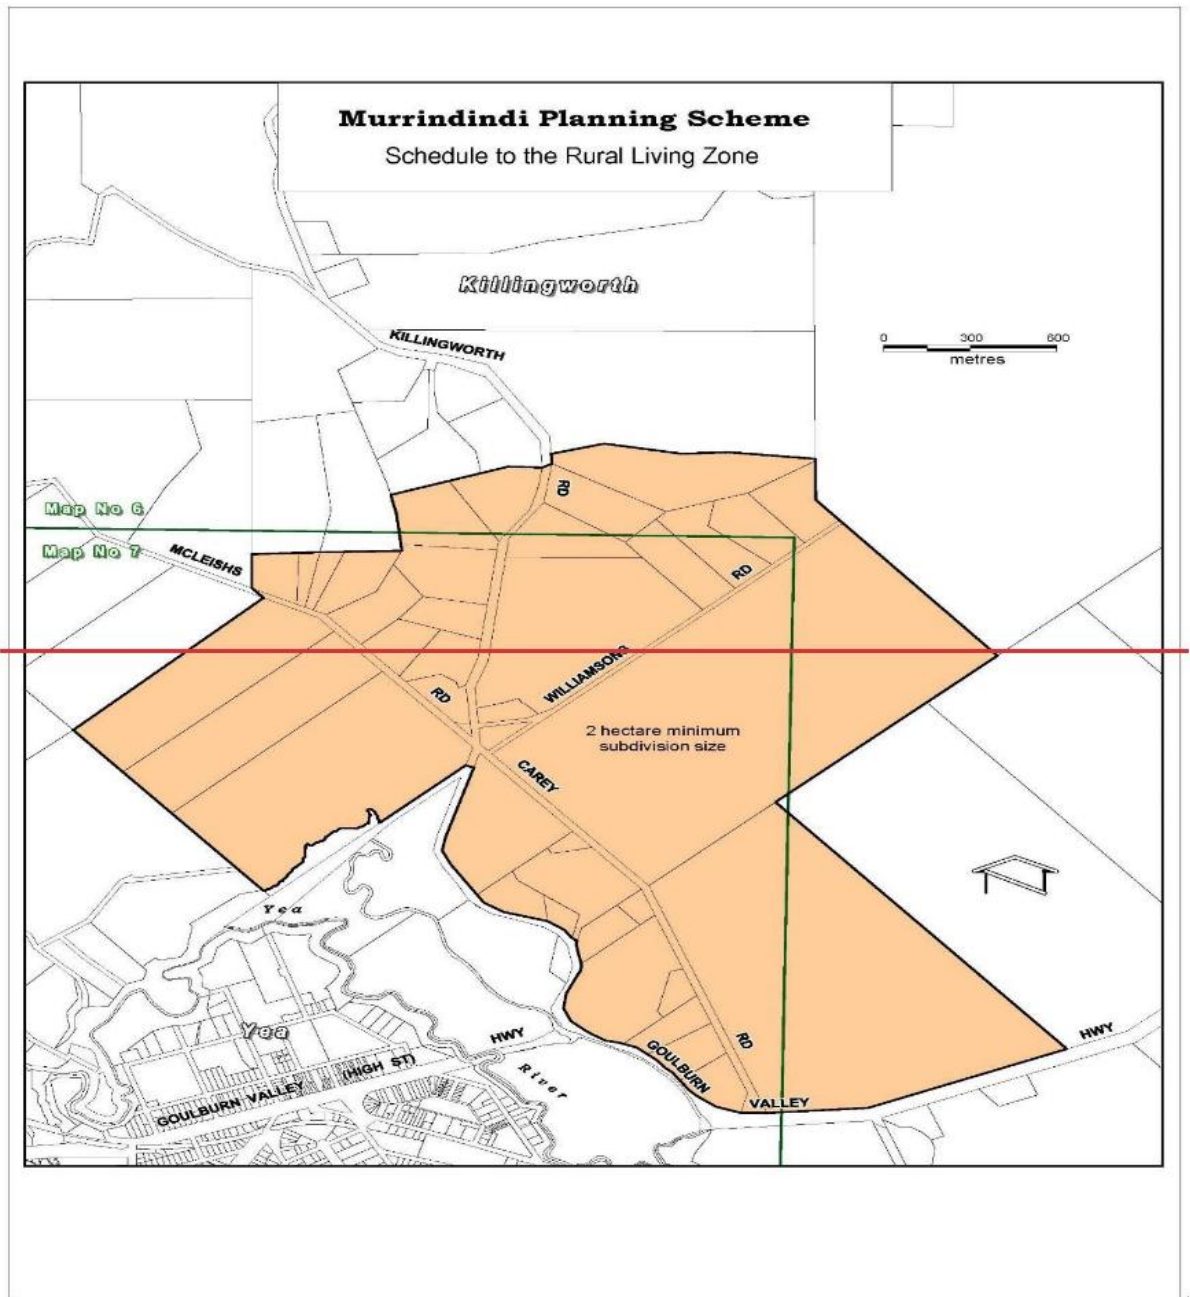 Murrindindi Planning Scheme
Schedule to the Rural Living Zone
Killingworth
KILLINGWORTH
0 300 600
metres
RD
Map No 6
Map No 7
MCLEISHS
RD
WILLIAMSONS
RD
2 hectare minimum
subdivision size
CAREY
Yea
Yea
HWY
RD
HWY
GOULBURN
(HIGH ST)
River
GOULBURN VALLEY
VALLEY